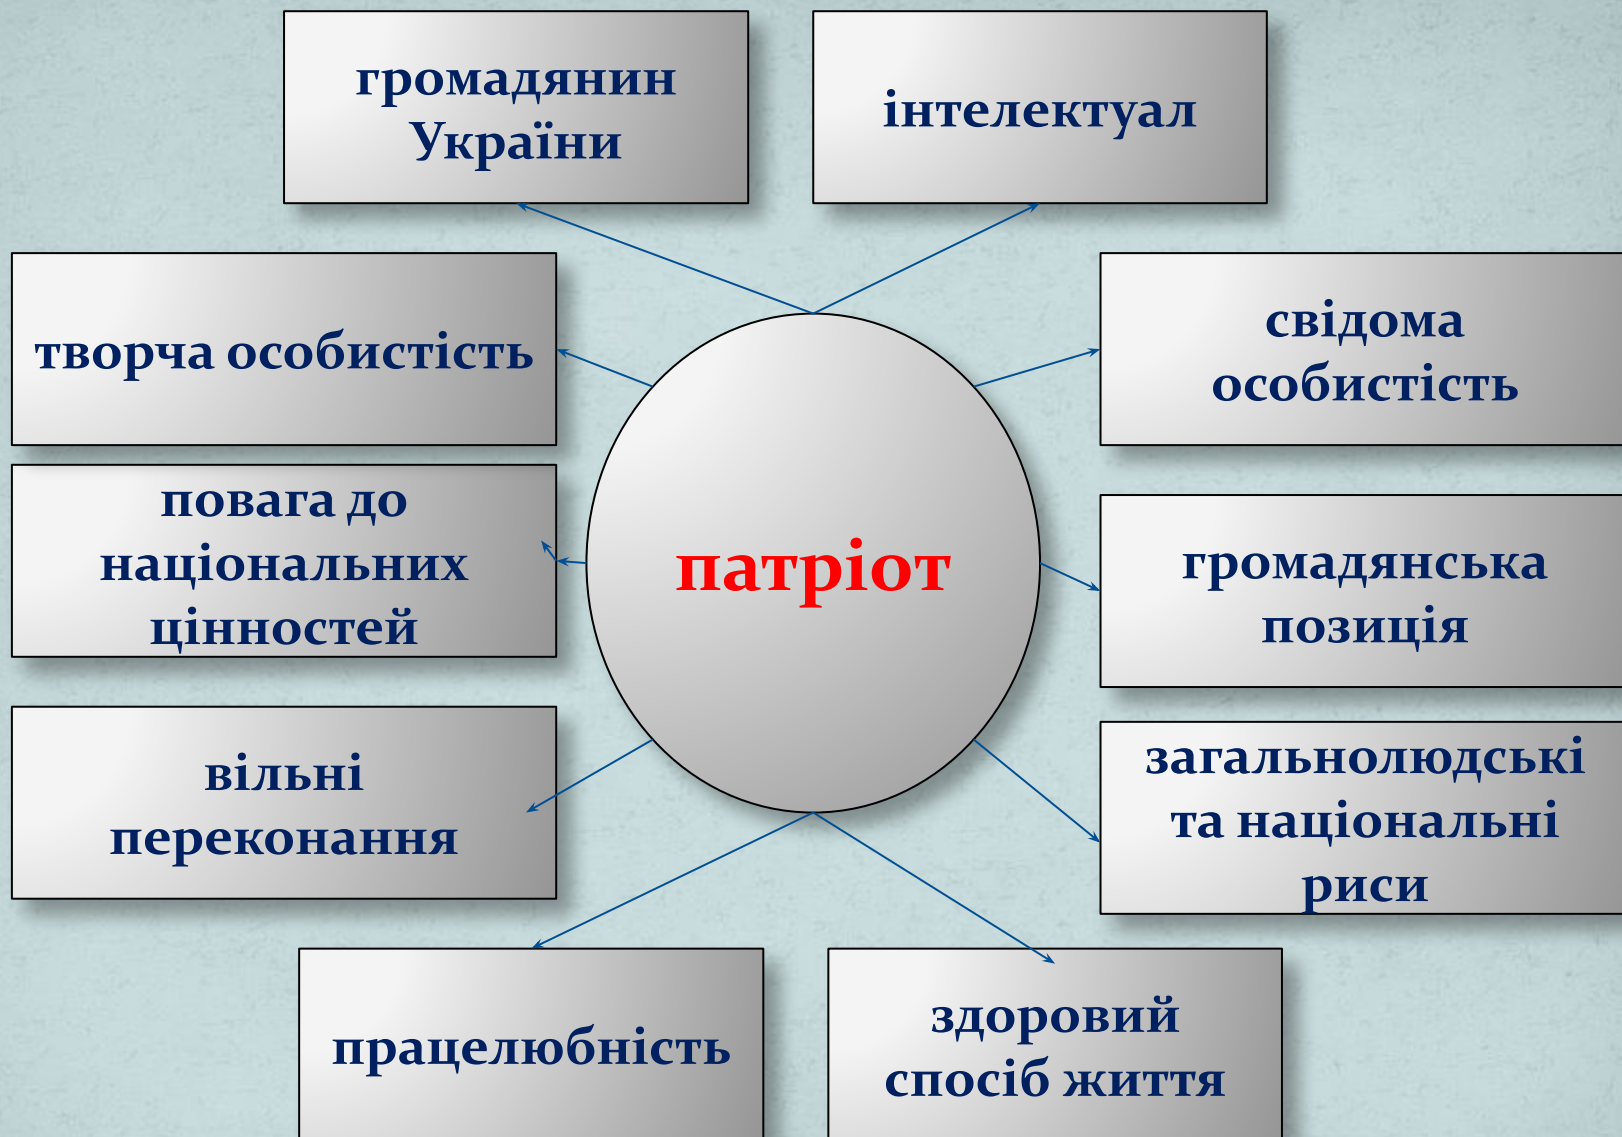 громадянин
України
інтелектуал
творча особистість
свідома
особистість
повага до
національних
цінностей
патріот
громадянська
позиція
вільні
переконання
загальнолюдські
та національні
риси
працелюбність
здоровий
спосіб життя